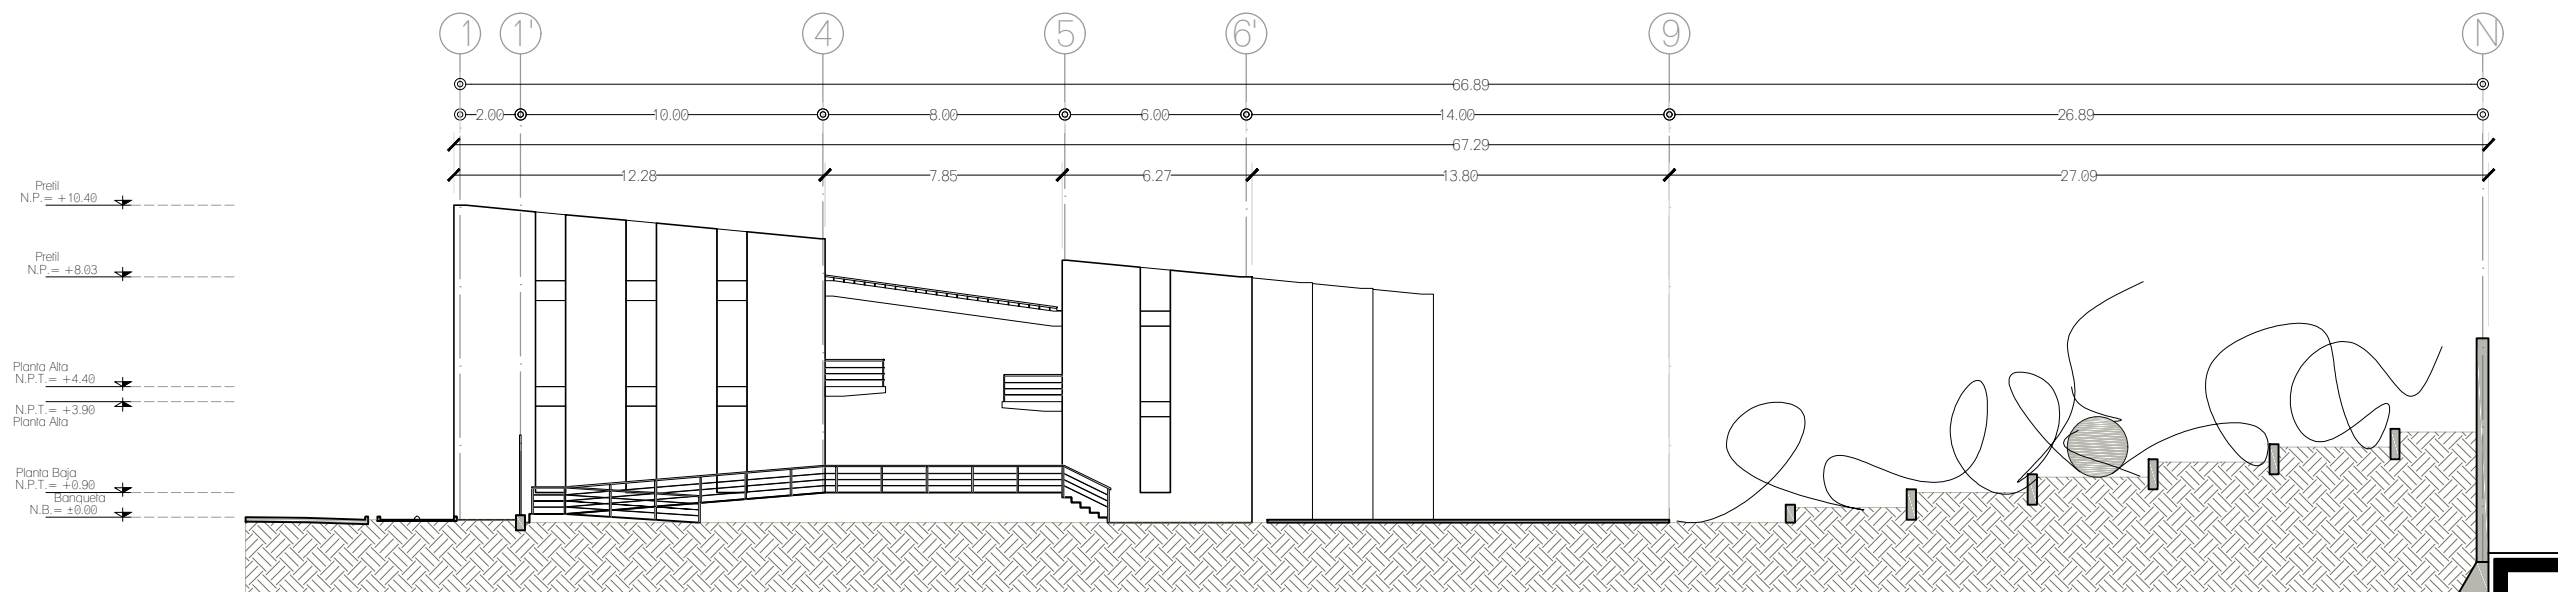 1 1' 4 5 6' 9 N
66.89
2.00 10.00 8.00 6.00 14.00 26.89
67.29
12.28 7.85 6.27 13.80 27.09
Pretil
N.P.= +10.40
Pretil
N.P.= +8.03
Planta Alta
N.P.T.= +4.40
N.P.T.= +3.90
Planta Alta
Planta Baja
N.P.T.= +0.90
Banqueta
N.B.= ±0.00